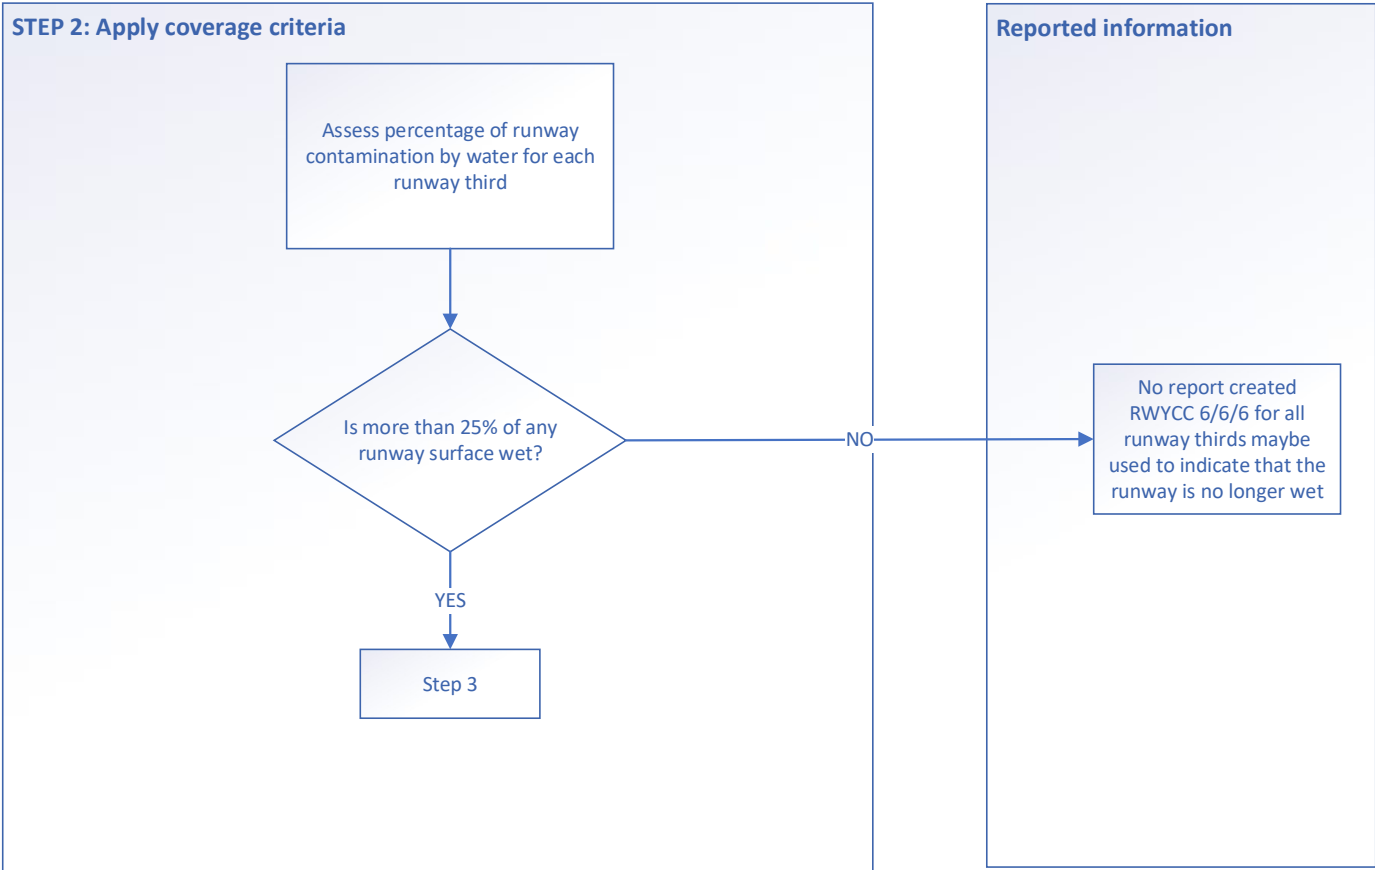 STEP 2: Apply coverage criteria
Assess percentage of runway
contamination by water for each
runway third
Is more than 25% of any
runway surface wet?
YES
Step 3
NO
Reported information
No report created
RWYCC 6/6/6 for all
runway thirds maybe
used to indicate that the
runway is no longer wet